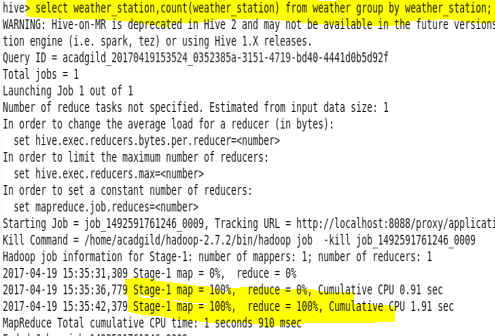 hive> select weather_station,count(weather_station) from weather group by weather_station;
WARNING: Hive-on-MR is deprecated in Hive 2 and may not be available in the future versions
tion engine (i.e. spark, tez) or using Hive 1.X releases.
Query ID = acadgild_20170419153524_0352385a-3151-4719-bd40-4441d0b5d92f
Total jobs = 1
Launching Job 1 out of 1
Number of reduce tasks not specified. Estimated from input data size: 1
In order to change the average load for a reducer (in bytes):
  set hive.exec.reducers.bytes.per.reducer=<number>
In order to limit the maximum number of reducers:
  set hive.exec.reducers.max=<number>
In order to set a constant number of reducers:
  set mapreduce.job.reduces=<number>
Starting Job = job_1492591761246_0009, Tracking URL = http://localhost:8088/proxy/applicati
Kill Command = /home/acadgild/hadoop-2.7.2/bin/hadoop job  -kill job_1492591761246_0009
Hadoop job information for Stage-1: number of mappers: 1; number of reducers: 1
2017-04-19 15:35:31,309 Stage-1 map = 0%,  reduce = 0%
2017-04-19 15:35:36,779 Stage-1 map = 100%,  reduce = 0%, Cumulative CPU 0.91 sec
2017-04-19 15:35:42,379 Stage-1 map = 100%,  reduce = 100%, Cumulative CPU 1.91 sec
MapReduce Total cumulative CPU time: 1 seconds 910 msec